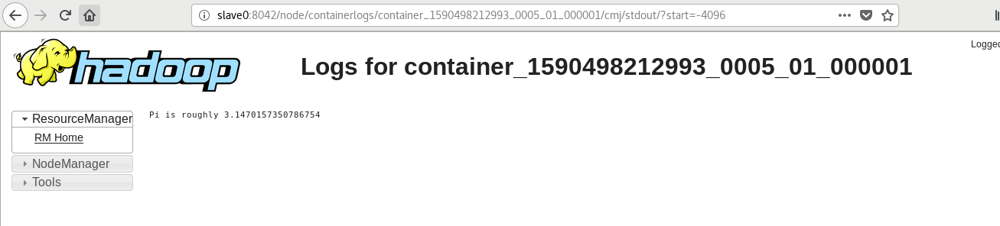 slave0:8042/node/containerlogs/container_1590498212993_0005_01_000001/cmj/stdout/?start=-4096
Logged
hadoop
Logs for container_1590498212993_0005_01_000001
ResourceManager
RM Home
NodeManager
Tools
Pi is roughly 3.1470157350786754